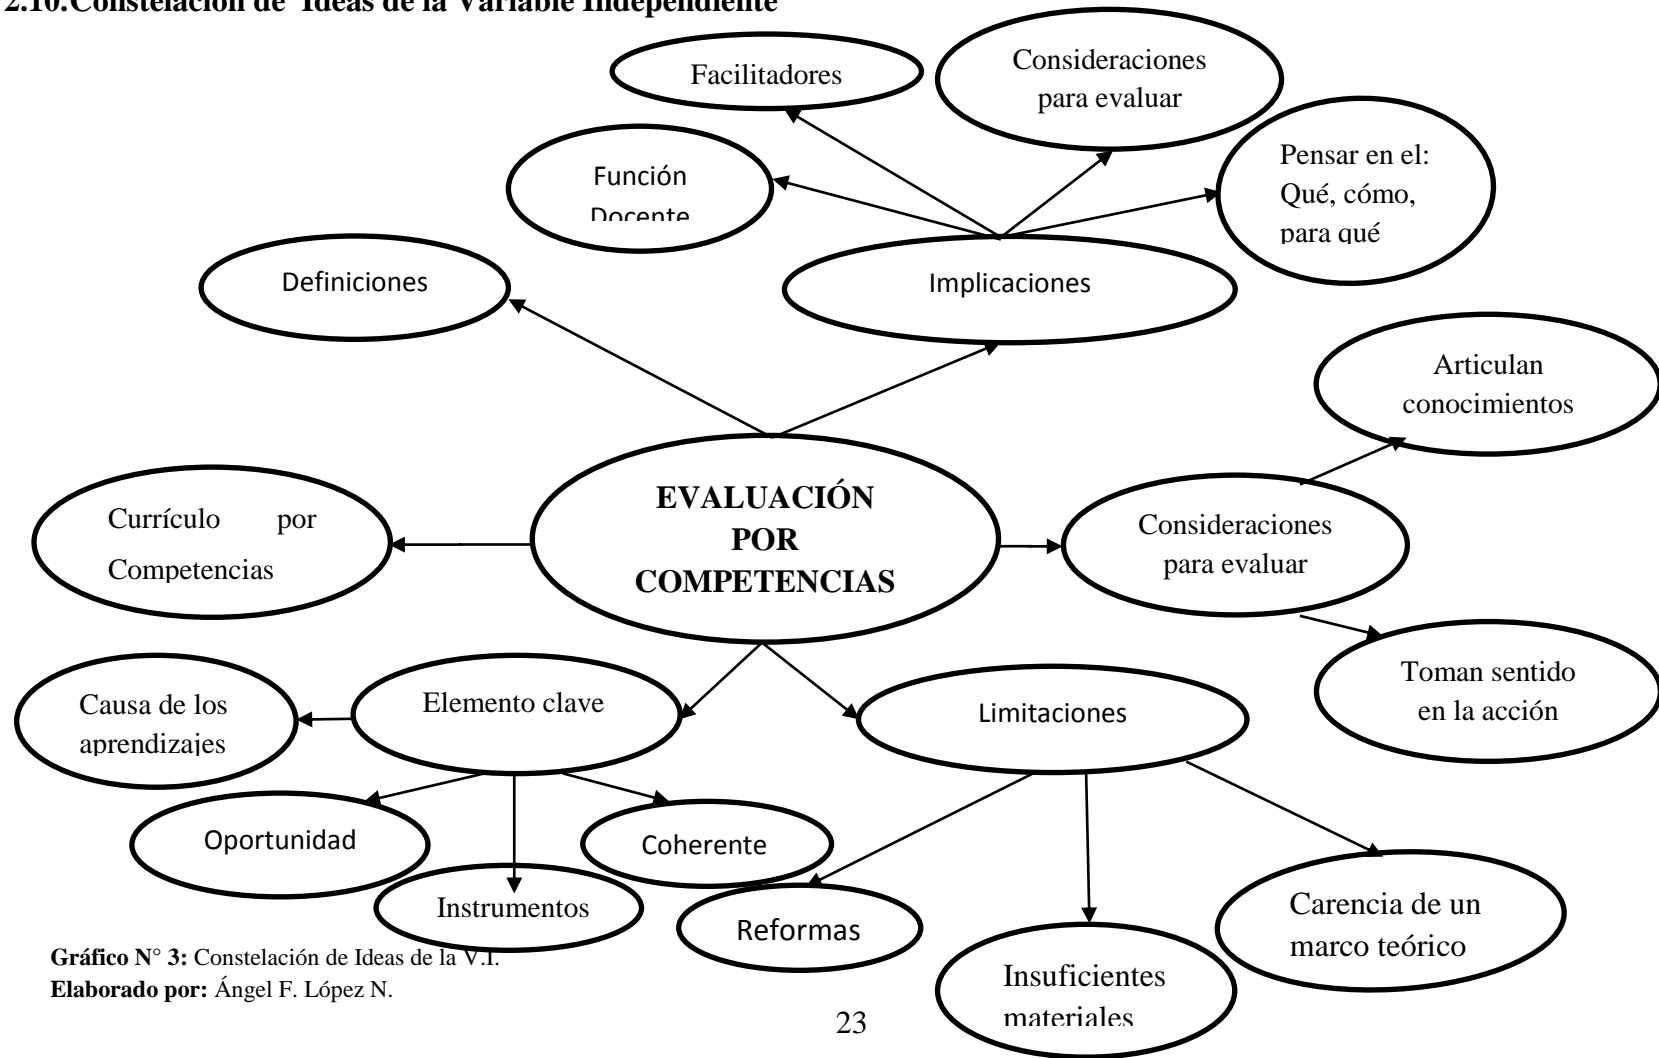 2.10.Constelación de Ideas de la Variable Independiente
Facilitadores
Consideraciones
para evaluar
Función
Docente
Pensar en el:
Qué, cómo,
para qué
Definiciones
Implicaciones
Articulan
conocimientos
EVALUACIÓN
POR
COMPETENCIAS
Currículo por
Competencias
Consideraciones
para evaluar
Causa de los
aprendizajes
Elemento clave
Limitaciones
Toman sentido
en la acción
Oportunidad
Coherente
Instrumentos
Reformas
Carencia de un
marco teórico
Insuficientes
materiales
Gráfico N° 3: Constelación de Ideas de la V.I.
Elaborado por: Ángel F. López N.
23